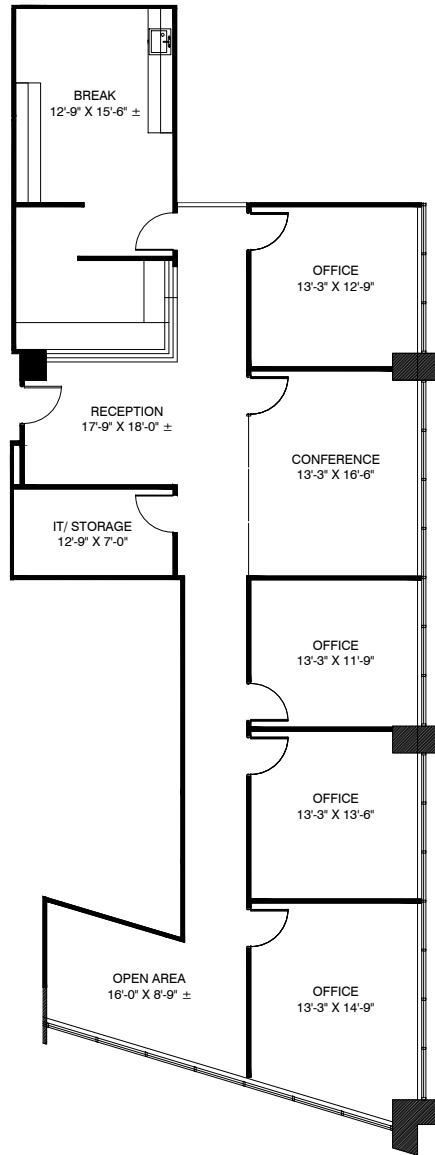 BREAK
12'-9" X 15'-6" ±
OFFICE
13'-3" X 12'-9"
RECEPTION
17'-9" X 18'-0" ±
CONFERENCE
13'-3" X 16'-6"
IT/ STORAGE
12'-9" X 7'-0"
OFFICE
13'-3" X 11'-9"
OFFICE
13'-3" X 13'-6"
OPEN AREA
16'-0" X 8'-9" ±
OFFICE
13'-3" X 14'-9"